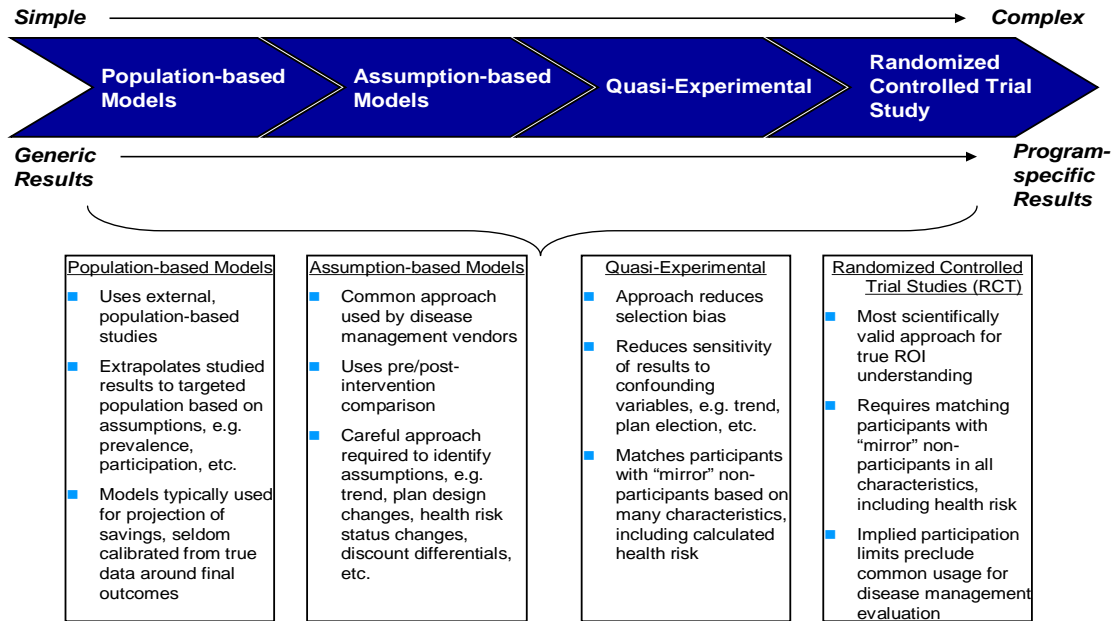 Simple
Complex
Population-based
Models
Assumption-based
Models
Quasi-Experimental
Randomized
Controlled Trial
Study
Generic
Results
Program-
specific
Results
Population-based Models
Uses external,
population-based
studies
Extrapolates studied
results to targeted
population based on
assumptions, e.g.
prevalence,
participation, etc.
Models typically used
for projection of
savings, seldom
calibrated from true
data around final
outcomes
Assumption-based Models
Common approach
used by disease
management vendors
Uses pre/post-
intervention
comparison
Careful approach
required to identify
assumptions, e.g.
trend, plan design
changes, health risk
status changes,
discount differentials,
etc.
Quasi-Experimental
Approach reduces
selection bias
Reduces sensitivity
of results to
confounding
variables, e.g. trend,
plan election, etc.
Matches participants
with “mirror” non-
participants based on
many characteristics,
including calculated
health risk
Randomized Controlled
Trial Studies (RCT)
Most scientifically
valid approach for
true ROI
understanding
Requires matching
participants with
“mirror” non-
participants in all
characteristics,
including health risk
Implied participation
limits preclude
common usage for
disease management
evaluation